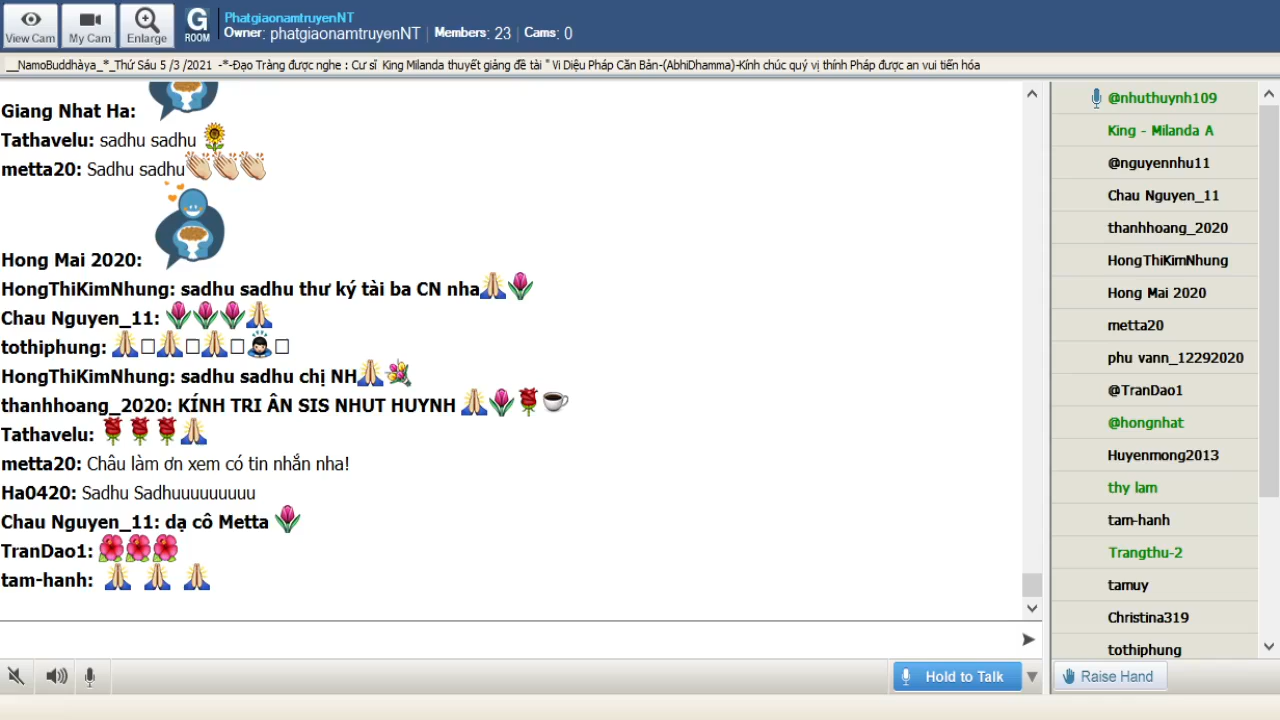 View Cam
My Cam
Enlarge
G
ROOM
PhatgiaonamtruyenNT
Owner: phatgiaonamtruyenNT | Members: 23 | Cams: 0
__NamoBuddhàya_*_Thứ Sáu 5 /3 /2021 -*-Đạo Tràng được nghe : Cư sĩ King Milanda thuyết giảng đề tài " Vi Diệu Pháp Căn Bản-(AbhiDhamma)-Kính chúc quý vị thính Pháp được an vui tiến hóa
Giang Nhat Ha:
Tathavelu: sadhu sadhu 🌻
metta20: Sadhu sadhu👏🏼👏🏼👏🏼
Hong Mai 2020:
HongThiKimNhung: sadhu sadhu thư ký tài ba CN nha🙏🏼🌷
Chau Nguyen_11: 🌷🌷🌷🙏🏼
tothiphung: 🙏🏼□🙏🏼□🙏🏼□🙇□
HongThiKimNhung: sadhu sadhu chị NH🙏🏼💐
thanhhoang_2020: KÍNH TRI ÂN SIS NHUT HUYNH 🙏🏼🌷🌹☕
Tathavelu: 🌹🌹🌹🙏🏼
metta20: Châu làm ơn xem có tin nhắn nha!
Ha0420: Sadhu Sadhuuuuuuuuu
Chau Nguyen_11: dạ cô Metta 🌷
TranDao1: 🌺🌺🌺
tam-hanh: 🙏🏼 🙏🏼 🙏🏼
@nhuthuynh109
King - Milanda A
@nguyennhu11
Chau Nguyen_11
thanhhoang_2020
HongThiKimNhung
Hong Mai 2020
metta20
phu vann_12292020
@TranDao1
@hongnhat
Huyenmong2013
thy lam
tam-hanh
Trangthu-2
tamuy
Christina319
tothiphung
Hold to Talk
Raise Hand